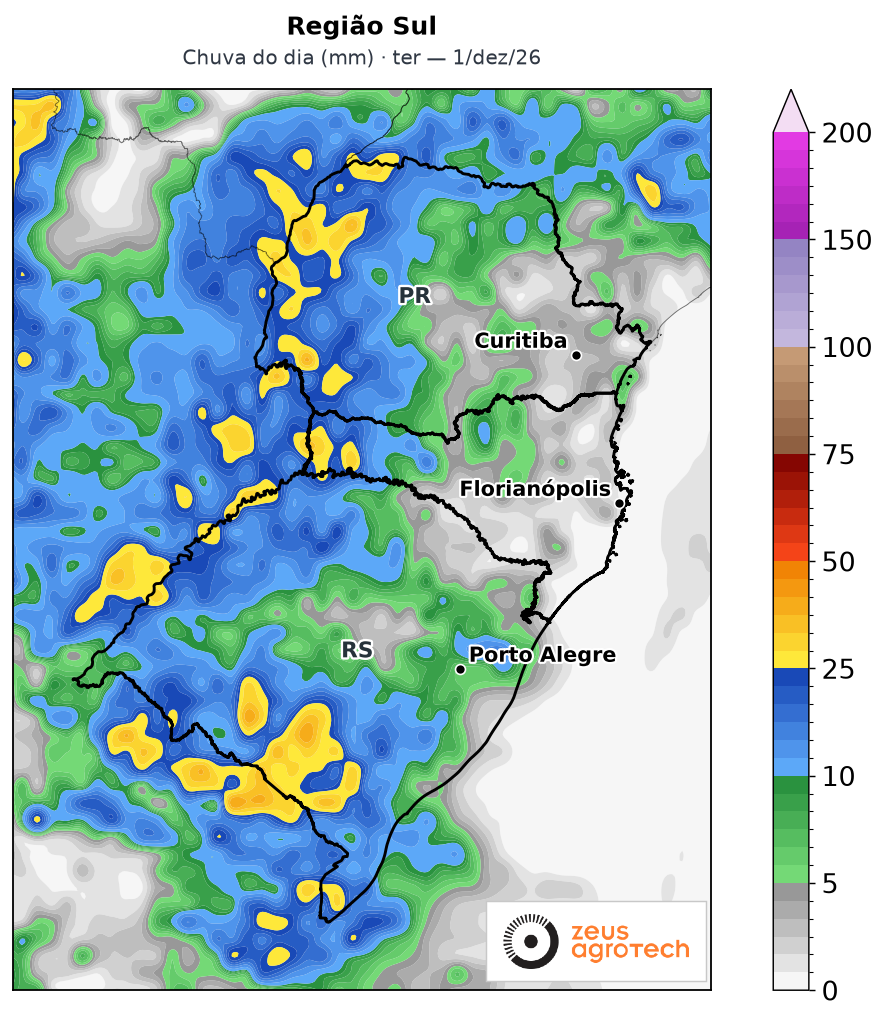 Região Sul
Chuva do dia (mm) · ter — 1/dez/26
200
150
100
75
50
25
10
5
0
PR
Curitiba
Florianópolis
RS
Porto Alegre
zeus
agrotech